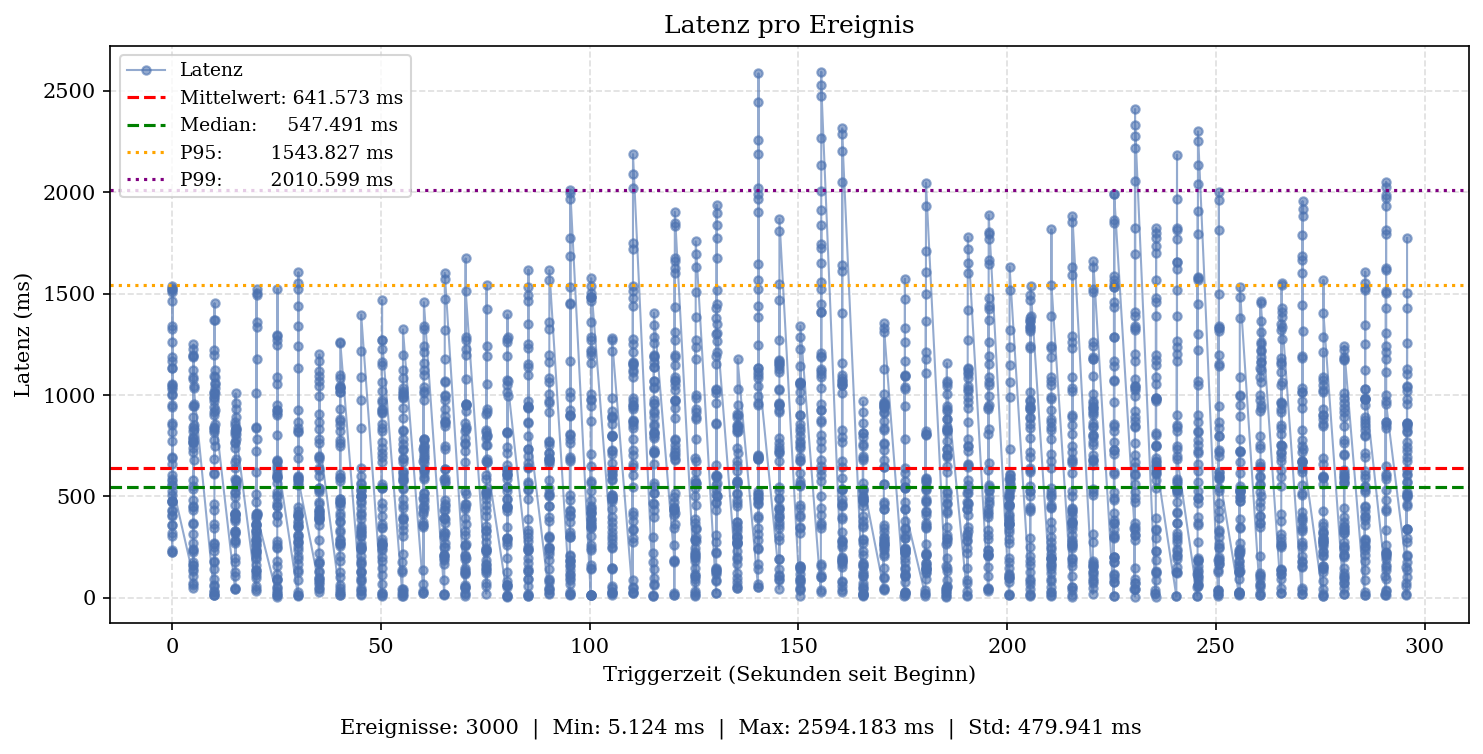 Latenz pro Ereignis
Latenz
Mittelwert: 641.573 ms
Median: 547.491 ms
P95: 1543.827 ms
P99: 2010.599 ms
Latenz (ms)
2500
2000
1500
1000
500
0
0 50 100 150 200 250 300
Triggerzeit (Sekunden seit Beginn)
Ereignisse: 3000 | Min: 5.124 ms | Max: 2594.183 ms | Std: 479.941 ms